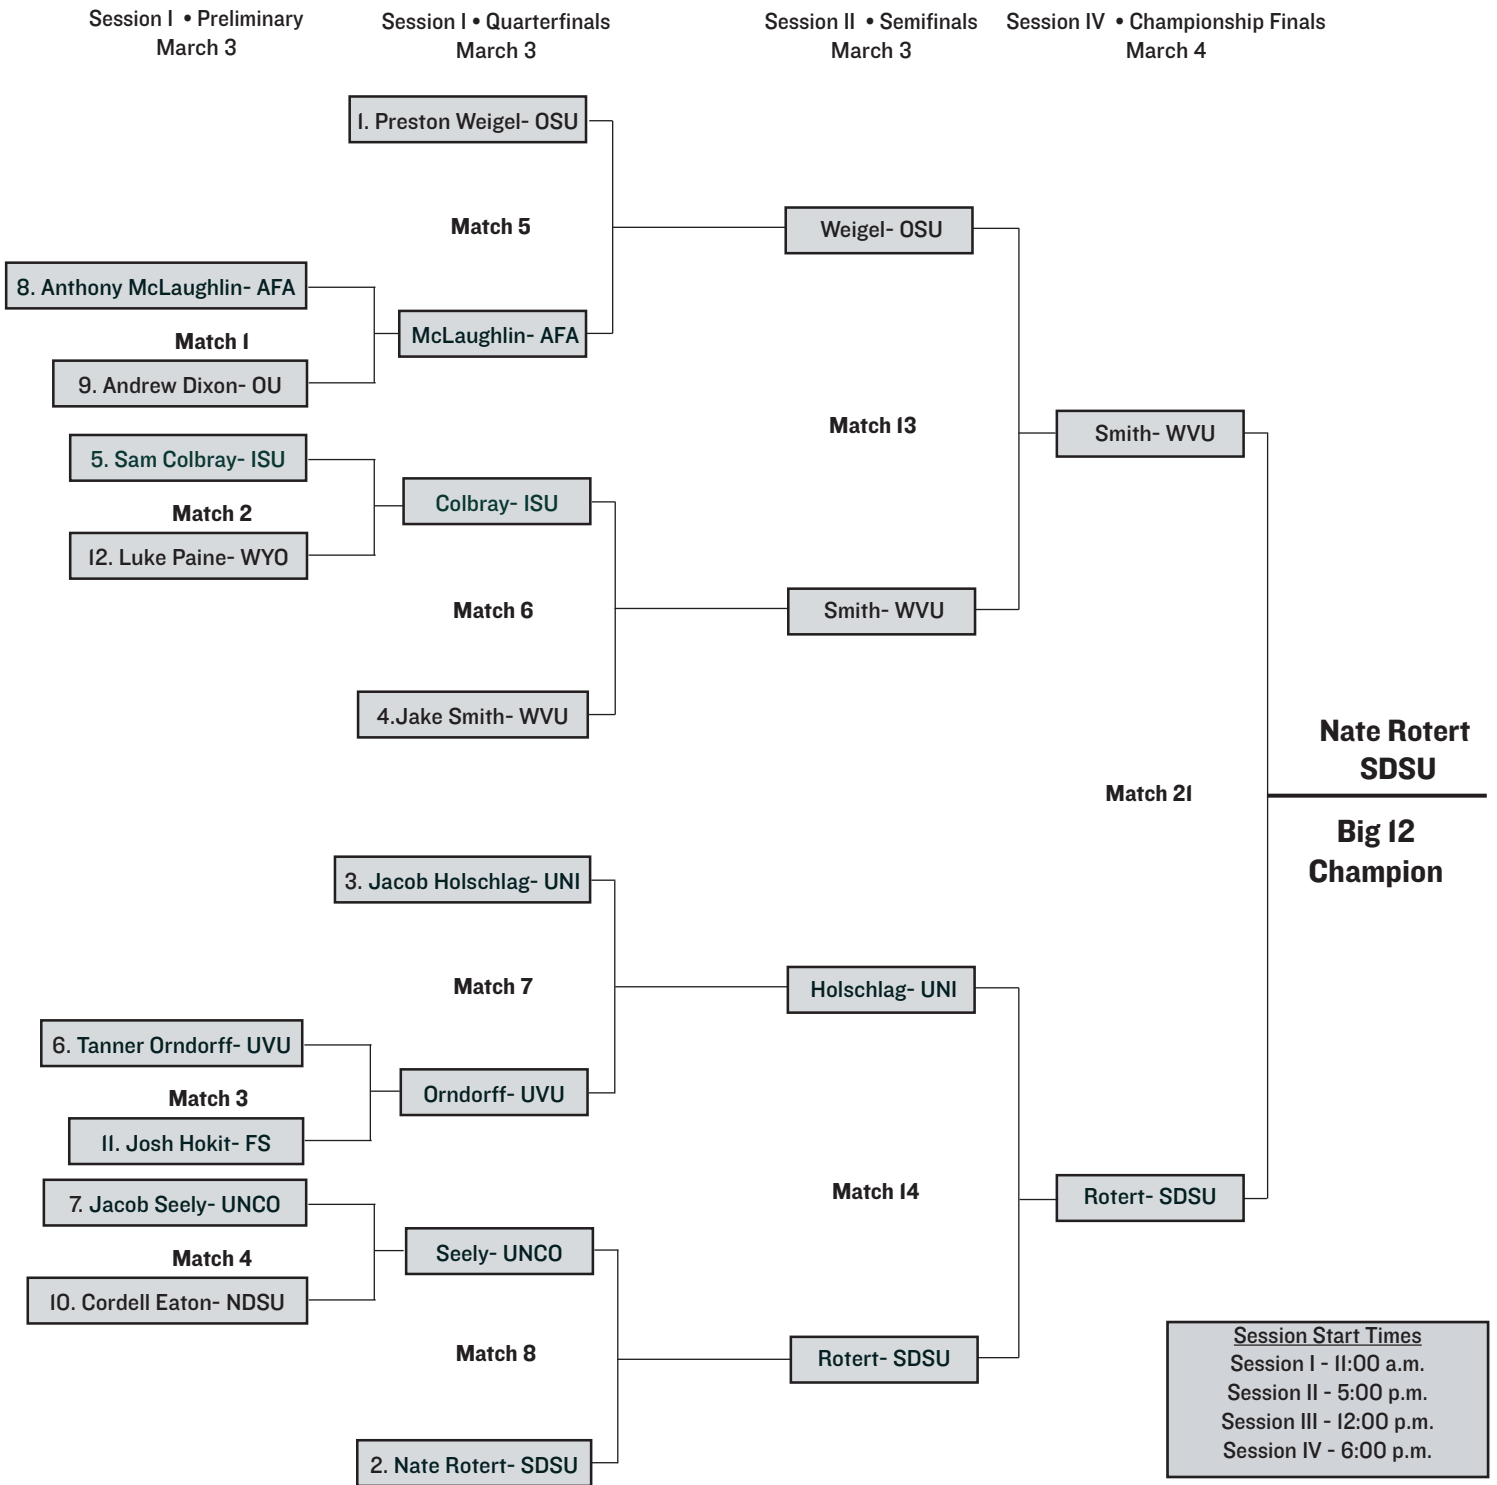 Session I • Preliminary
March 3
Session I • Quarterfinals
March 3
Session II • Semifinals
March 3
Session IV • Championship Finals
March 4
1. Preston Weigel- OSU
Match 5
Weigel- OSU
8. Anthony McLaughlin- AFA
McLaughlin- AFA
Match 1
9. Andrew Dixon- OU
Match 13
Smith- WVU
5. Sam Colbray- ISU
Colbray- ISU
Match 2
12. Luke Paine- WYO
Match 6
Smith- WVU
4.Jake Smith- WVU
Nate Rotert
SDSU
Match 21
Big 12
Champion
3. Jacob Holschlag- UNI
Match 7
Holschlag- UNI
6. Tanner Orndorff- UVU
Orndorff- UVU
Match 3
11. Josh Hokit- FS
Match 14
Rotert- SDSU
7. Jacob Seely- UNCO
Seely- UNCO
Match 4
10. Cordell Eaton- NDSU
Match 8
Rotert- SDSU
2. Nate Rotert- SDSU
Session Start Times
Session I - 11:00 a.m.
Session II - 5:00 p.m.
Session III - 12:00 p.m.
Session IV - 6:00 p.m.